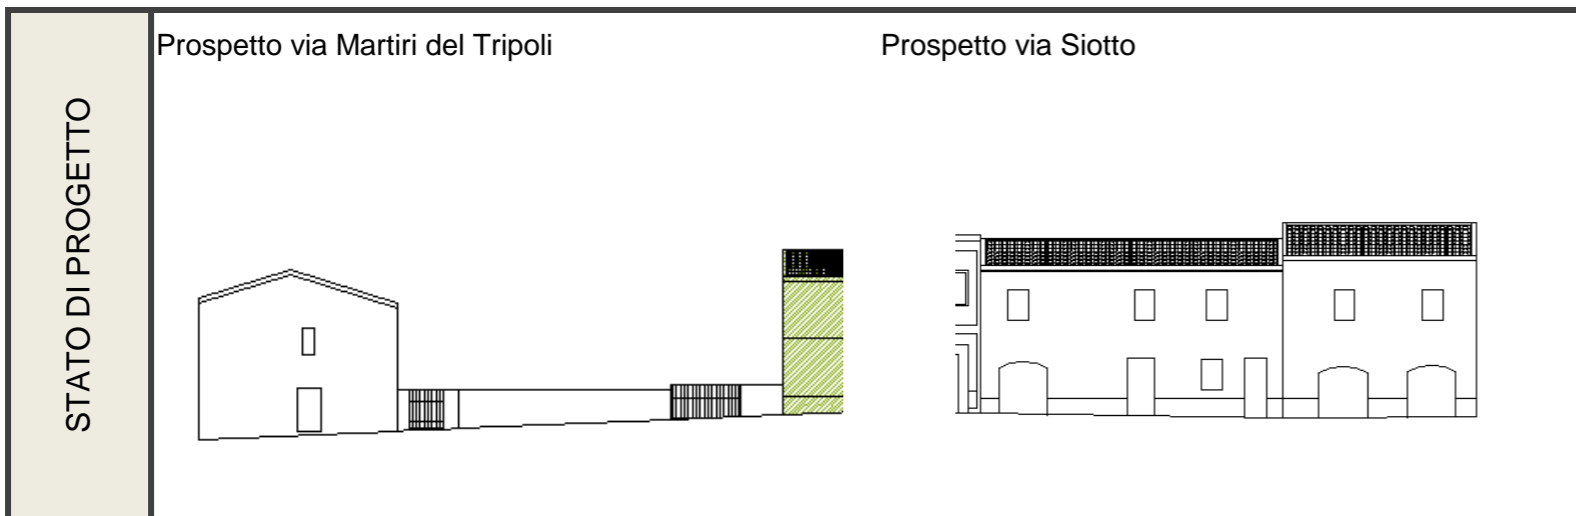 STATO DI PROGETTO
Prospetto via Martiri del Tripoli
Prospetto via Siotto